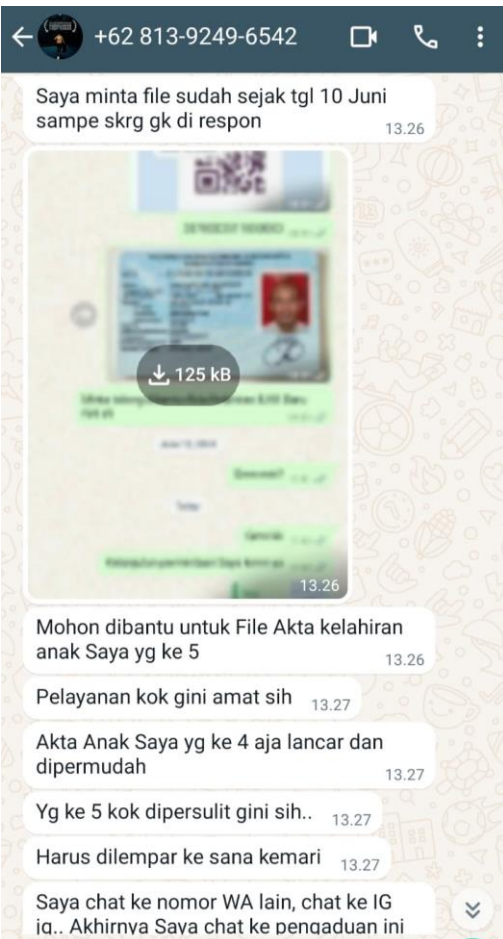 +62 813-9249-6542
Saya minta file sudah sejak tgl 10 Juni
sampe skrg gk di respon
13.26
125 kB
13.26
Mohon dibantu untuk File Akta kelahiran
anak Saya yg ke 5
13.26
Pelayanan kok gini amat sih
13.27
Akta Anak Saya yg ke 4 aja lancar dan
dipermudah
13.27
Yg ke 5 kok dipersulit gini sih..
13.27
Harus dilempar ke sana kemari
13.27
Saya chat ke nomor WA lain, chat ke IG
jg.. Akhirnya Saya chat ke pengaduan ini